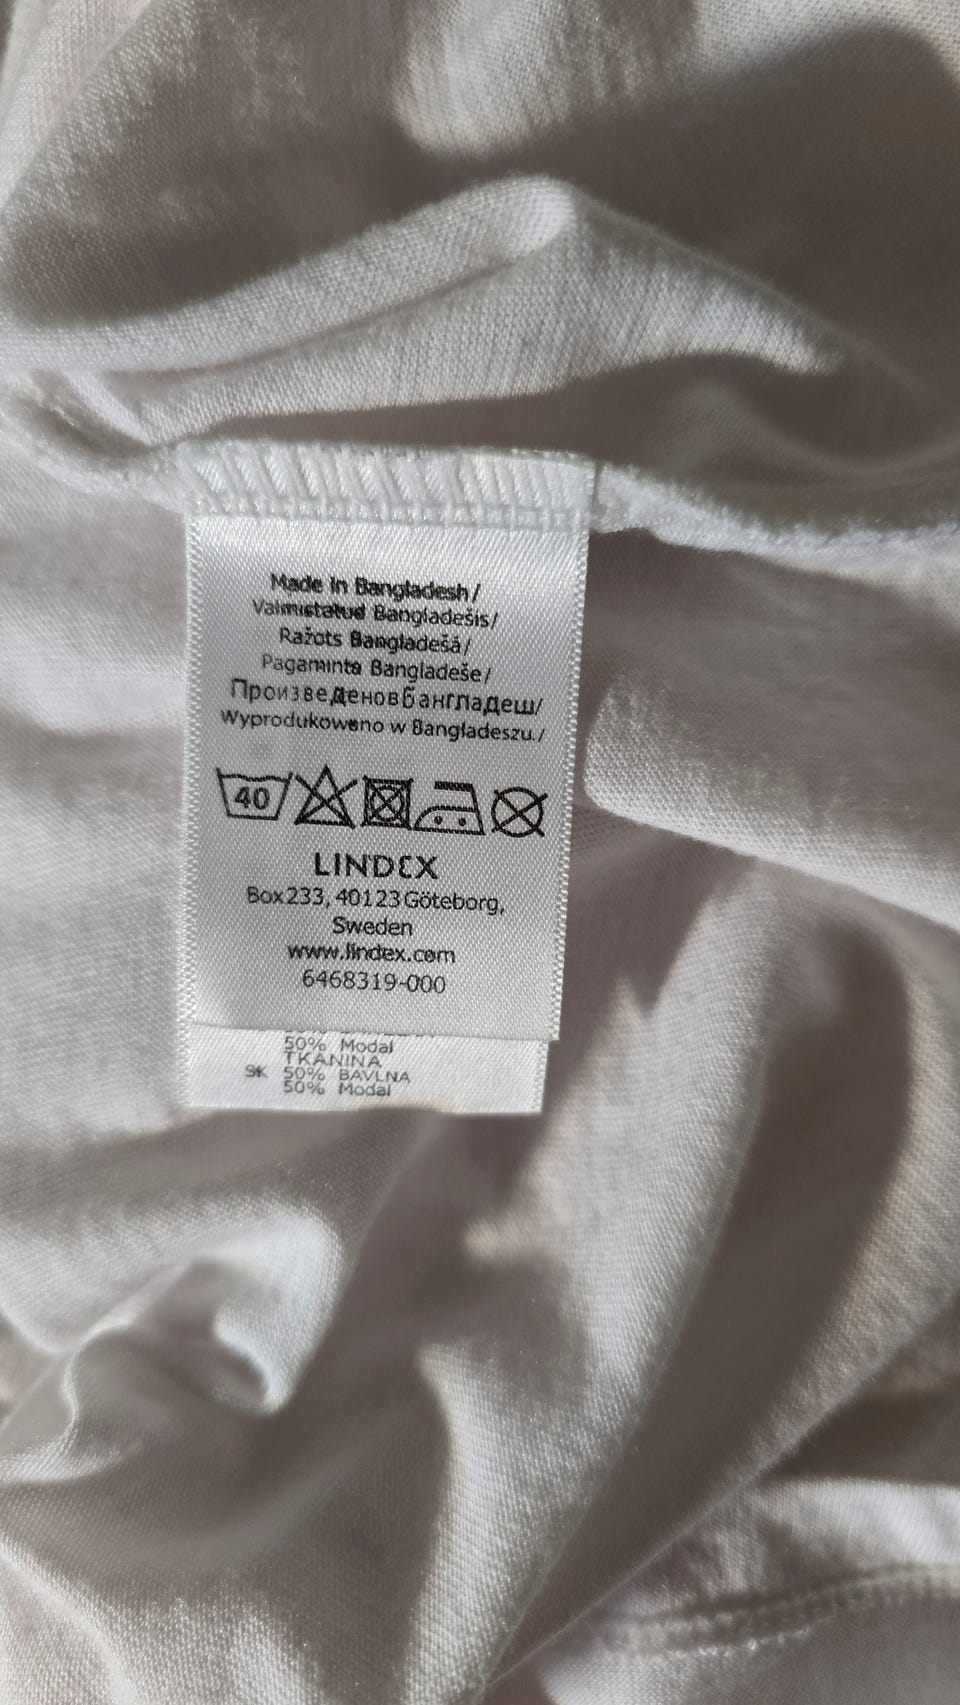 Made in Bangladesh/
Valmistatud Bangladešis/
Ražots Bangladešā/
Pagaminta Bangladeše/
Произведенов Бангладеш/
Wyprodukowano w Bangladeszu./
40
LINDEX
Box 233, 40123 Göteborg,
Sweden
www.lindex.com
6468319-000
50% Modal
TKANINA
SK 50% BAVLNA
50% Modal